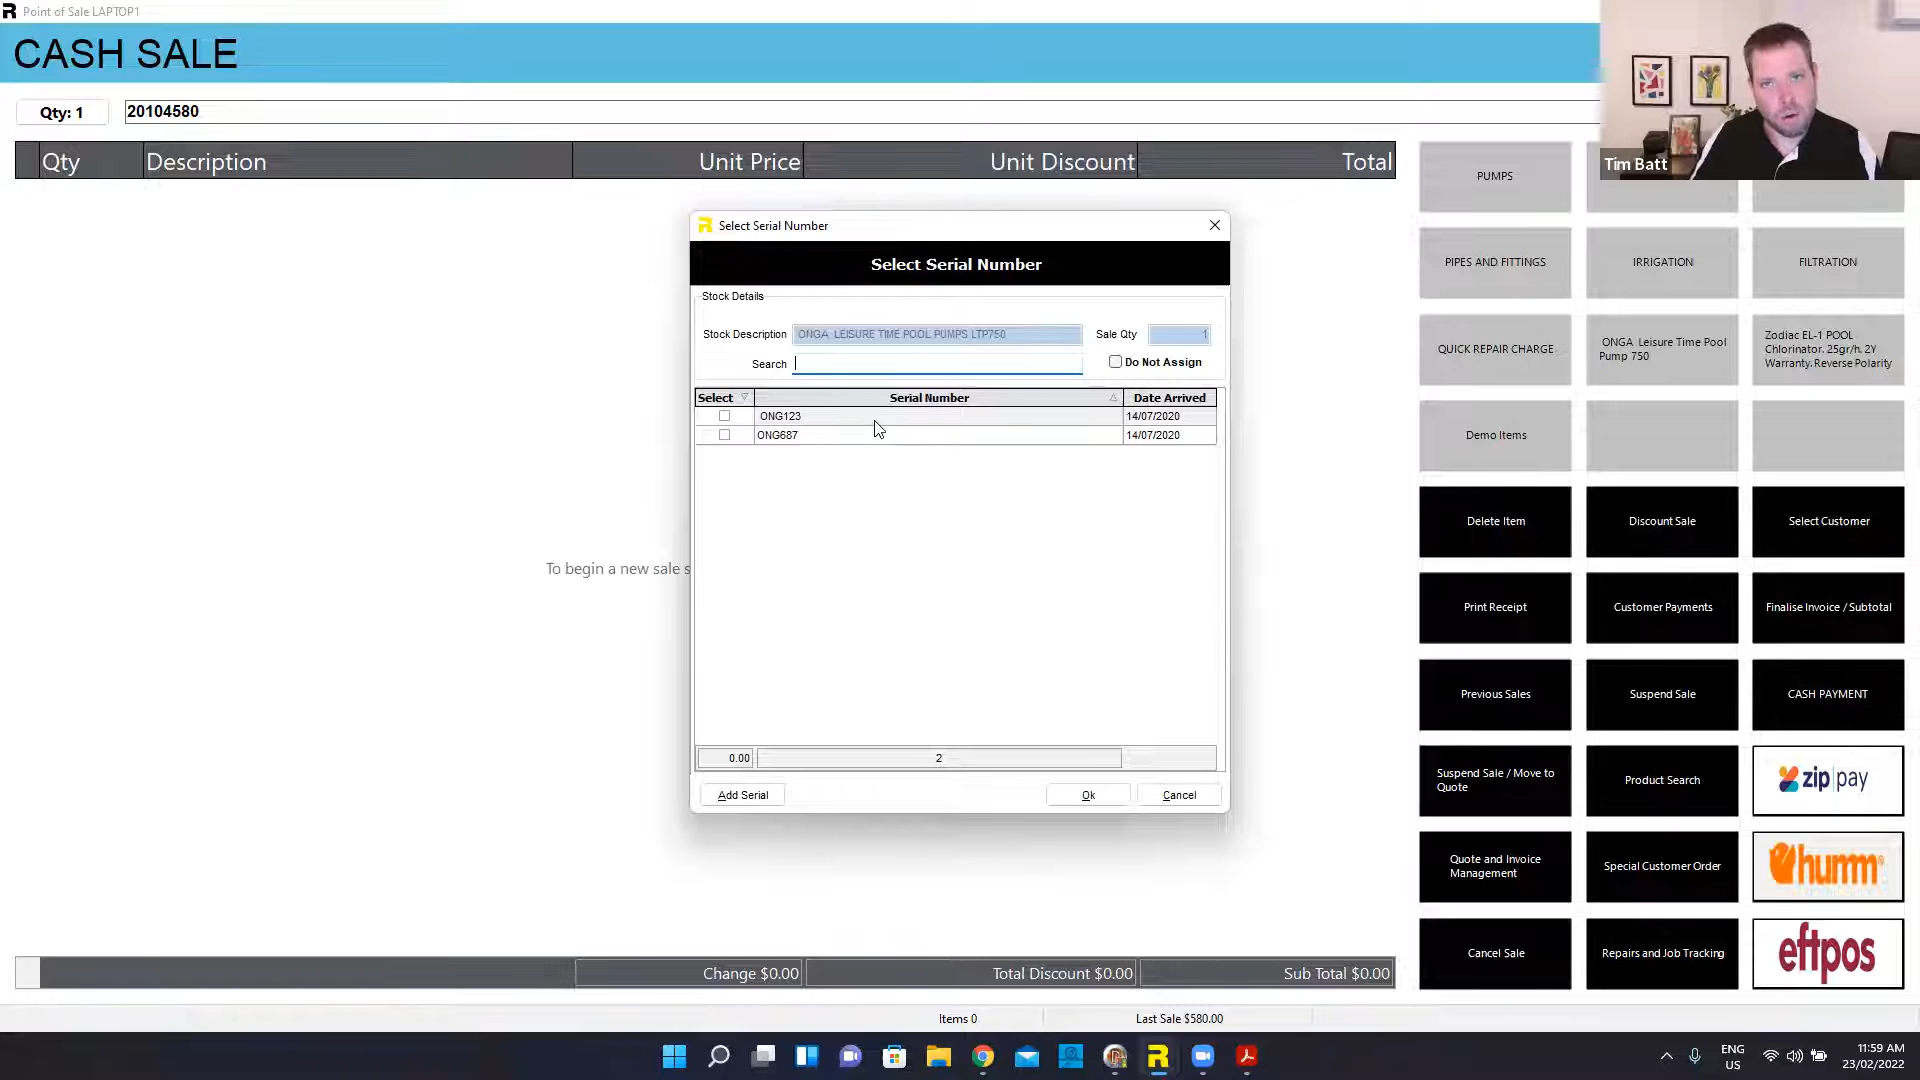 Point of Sale LAPTOP1
CASH SALE
Qty: 1
20104580
Qty
Description
Unit Price
Unit Discount
Total
To begin a new sale s
Select Serial Number
Select Serial Number
Stock Details
Stock Description
ONGA LEISURE TIME POOL PUMPS LTP750
Sale Qty
1
Search
Do Not Assign
Select
Serial Number
Date Arrived
ONG123
14/07/2020
ONG687
14/07/2020
0.00
2
Add Serial
Ok
Cancel
Tim Batt
PUMPS
PIPES AND FITTINGS
IRRIGATION
FILTRATION
QUICK REPAIR CHARGE
ONGA Leisure Time Pool
Pump 750
Zodiac EL-1 POOL
Chlorinator. 25gr/h. 2Y
Warranty. Reverse Polarity
Demo Items
Delete Item
Discount Sale
Select Customer
Print Receipt
Customer Payments
Finalise Invoice / Subtotal
Previous Sales
Suspend Sale
CASH PAYMENT
Suspend Sale / Move to
Quote
Product Search
zip pay
Quote and Invoice
Management
Special Customer Order
humm
Cancel Sale
Repairs and Job Tracking
eftpos
Change $0.00
Total Discount $0.00
Sub Total $0.00
Items 0
Last Sale $580.00
ENG
US
11:59 AM
23/02/2022